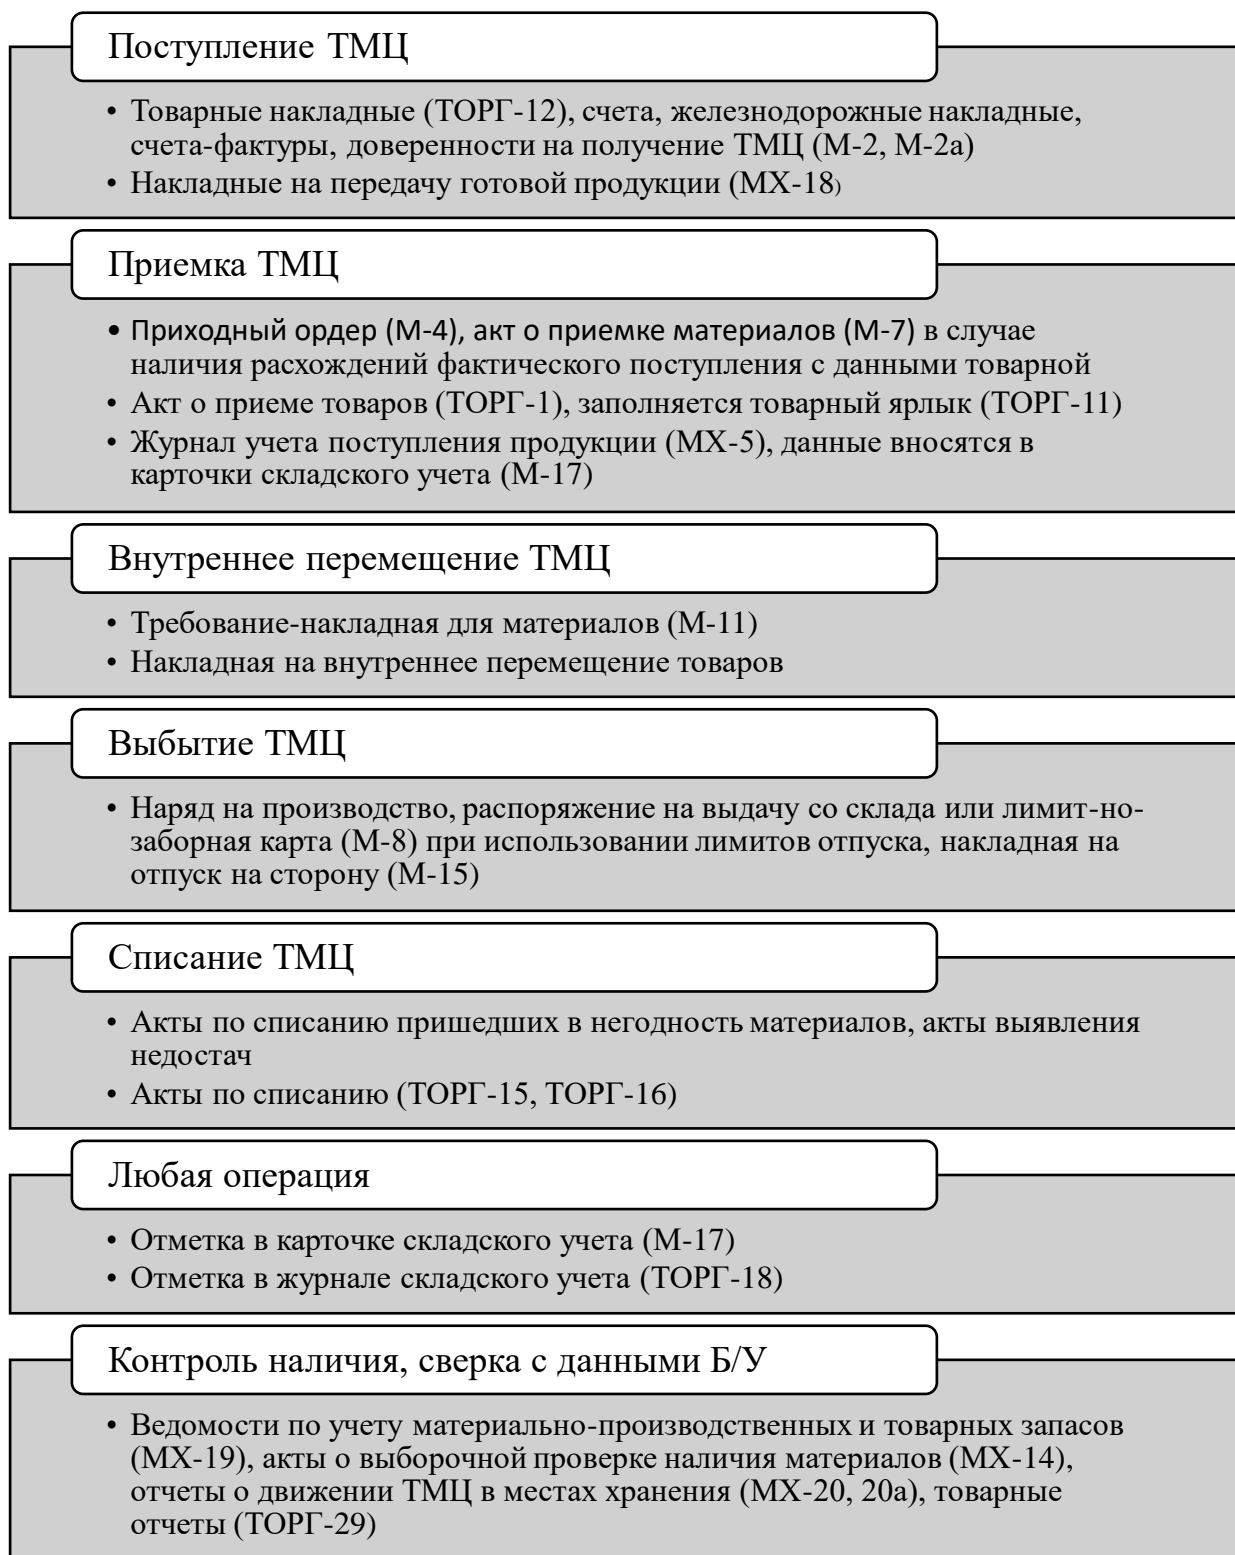 Поступление ТМЦ
• Товарные накладные (ТОРГ-12), счета, железнодорожные накладные,
счета-фактуры, доверенности на получение ТМЦ (М-2, М-2а)
• Накладные на передачу готовой продукции (МХ-18)
Приемка ТМЦ
• Приходный ордер (М-4), акт о приемке материалов (М-7) в случае
наличия расхождений фактического поступления с данными товарной
• Акт о приеме товаров (ТОРГ-1), заполняется товарный ярлык (ТОРГ-11)
• Журнал учета поступления продукции (МХ-5), данные вносятся в
карточки складского учета (М-17)
Внутреннее перемещение ТМЦ
• Требование-накладная для материалов (М-11)
• Накладная на внутреннее перемещение товаров
Выбытие ТМЦ
• Наряд на производство, распоряжение на выдачу со склада или лимит-но-
заборная карта (М-8) при использовании лимитов отпуска, накладная на
отпуск на сторону (М-15)
Списание ТМЦ
• Акты по списанию пришедших в негодность материалов, акты выявления
недостач
• Акты по списанию (ТОРГ-15, ТОРГ-16)
Любая операция
• Отметка в карточке складского учета (М-17)
• Отметка в журнале складского учета (ТОРГ-18)
Контроль наличия, сверка с данными Б/У
• Ведомости по учету материально-производственных и товарных запасов
(МХ-19), акты о выборочной проверке наличия материалов (МХ-14),
отчеты о движении ТМЦ в местах хранения (МХ-20, 20а), товарные
отчеты (ТОРГ-29)